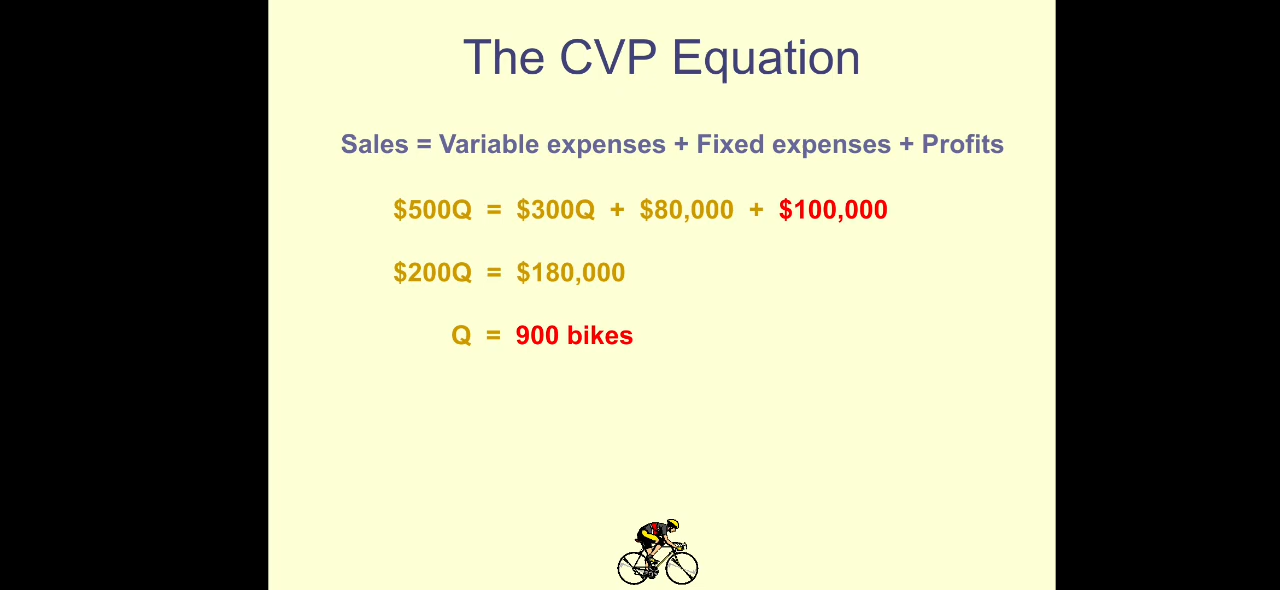 The CVP Equation
Sales = Variable expenses + Fixed expenses + Profits
$500Q = $300Q + $80,000 + $100,000
$200Q = $180,000
Q = 900 bikes